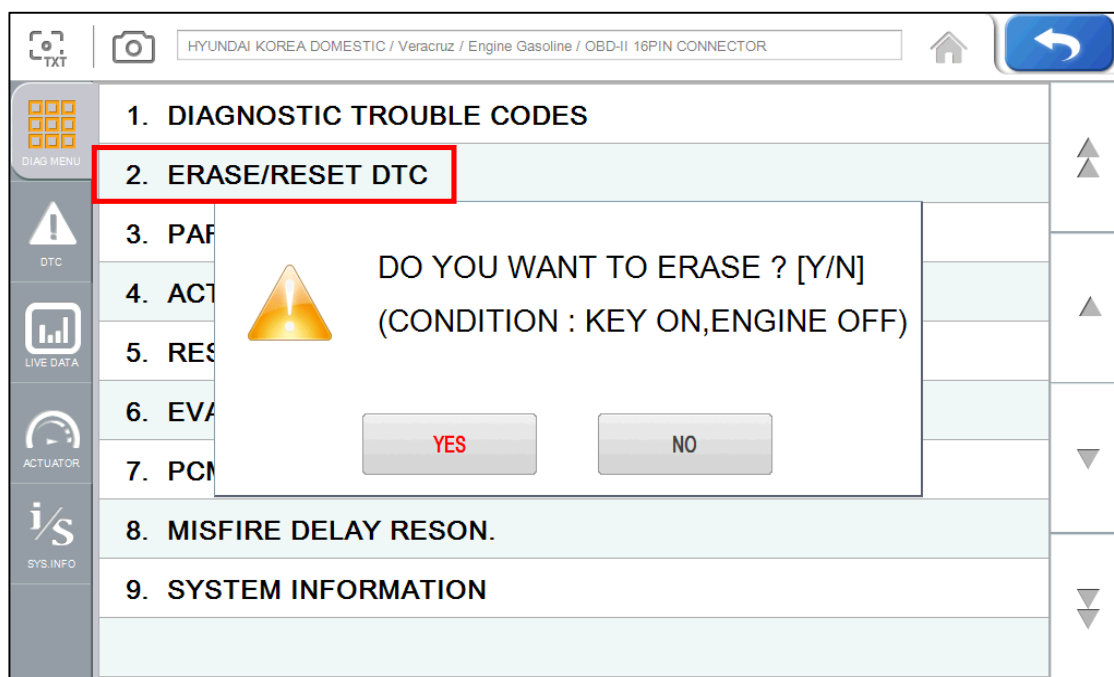 TXT
HYUNDAI KOREA DOMESTIC / Veracruz / Engine Gasoline / OBD-II 16PIN CONNECTOR
DIAG MENU
DTC
LIVE DATA
ACTUATOR
i/s
SYS.INFO
1. DIAGNOSTIC TROUBLE CODES
2. ERASE/RESET DTC
3. PAR
4. ACT
5. RES
6. EVA
7. PCM
8. MISFIRE DELAY RESON.
9. SYSTEM INFORMATION
DO YOU WANT TO ERASE ? [Y/N]
(CONDITION : KEY ON,ENGINE OFF)
YES
NO